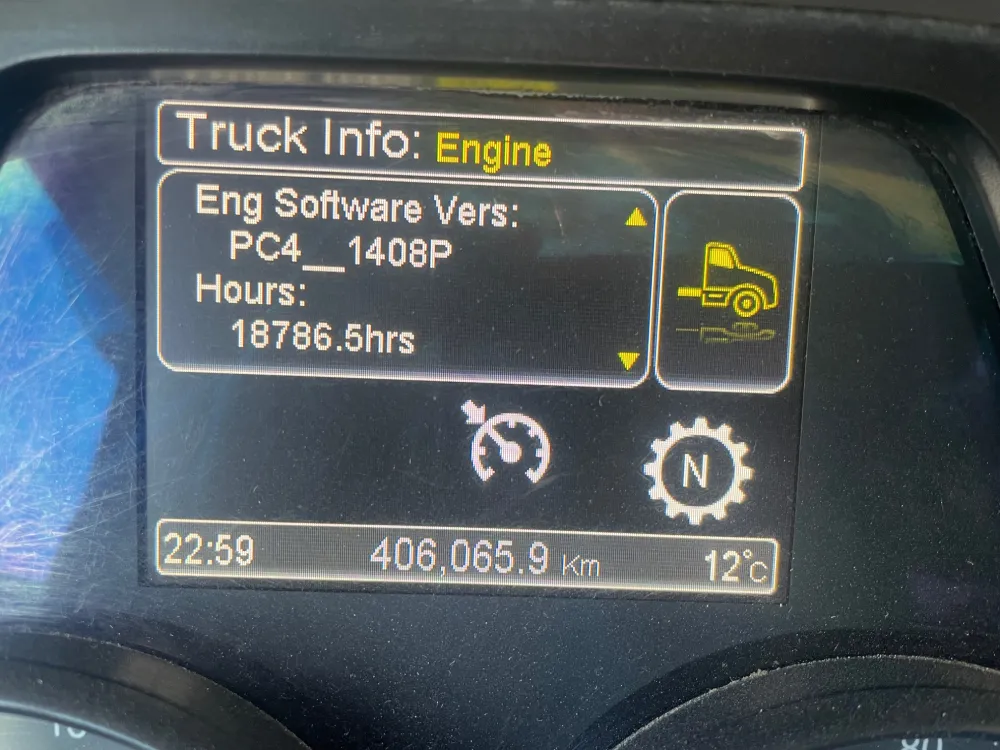 Truck Info: Engine
Eng Software Vers:
PC4__1408P
Hours:
18786.5hrs
N
22:59 406,065.9 Km 12°C